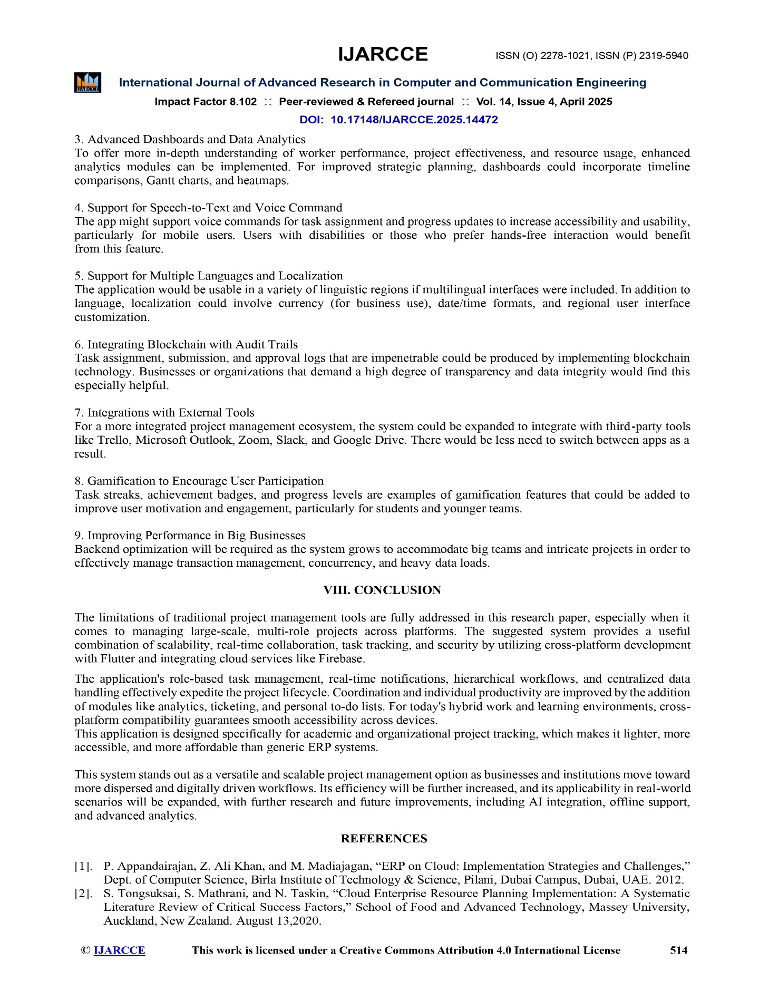 IJARCCE
ISSN (O) 2278-1021, ISSN (P) 2319-5940
IJARCCE
International Journal of Advanced Research in Computer and Communication Engineering
Impact Factor 8.102 ⁝⁝ Peer-reviewed & Refereed journal ⁝⁝ Vol. 14, Issue 4, April 2025
DOI: 10.17148/IJARCCE.2025.14472
3. Advanced Dashboards and Data Analytics
To offer more in-depth understanding of worker performance, project effectiveness, and resource usage, enhanced
analytics modules can be implemented. For improved strategic planning, dashboards could incorporate timeline
comparisons, Gantt charts, and heatmaps.
4. Support for Speech-to-Text and Voice Command
The app might support voice commands for task assignment and progress updates to increase accessibility and usability,
particularly for mobile users. Users with disabilities or those who prefer hands-free interaction would benefit
from this feature.
5. Support for Multiple Languages and Localization
The application would be usable in a variety of linguistic regions if multilingual interfaces were included. In addition to
language, localization could involve currency (for business use), date/time formats, and regional user interface
customization.
6. Integrating Blockchain with Audit Trails
Task assignment, submission, and approval logs that are impenetrable could be produced by implementing blockchain
technology. Businesses or organizations that demand a high degree of transparency and data integrity would find this
especially helpful.
7. Integrations with External Tools
For a more integrated project management ecosystem, the system could be expanded to integrate with third-party tools
like Trello, Microsoft Outlook, Zoom, Slack, and Google Drive. There would be less need to switch between apps as a
result.
8. Gamification to Encourage User Participation
Task streaks, achievement badges, and progress levels are examples of gamification features that could be added to
improve user motivation and engagement, particularly for students and younger teams.
9. Improving Performance in Big Businesses
Backend optimization will be required as the system grows to accommodate big teams and intricate projects in order to
effectively manage transaction management, concurrency, and heavy data loads.
VIII. CONCLUSION
The limitations of traditional project management tools are fully addressed in this research paper, especially when it
comes to managing large-scale, multi-role projects across platforms. The suggested system provides a useful
combination of scalability, real-time collaboration, task tracking, and security by utilizing cross-platform development
with Flutter and integrating cloud services like Firebase.
The application's role-based task management, real-time notifications, hierarchical workflows, and centralized data
handling effectively expedite the project lifecycle. Coordination and individual productivity are improved by the addition
of modules like analytics, ticketing, and personal to-do lists. For today's hybrid work and learning environments, cross-
platform compatibility guarantees smooth accessibility across devices.
This application is designed specifically for academic and organizational project tracking, which makes it lighter, more
accessible, and more affordable than generic ERP systems.
This system stands out as a versatile and scalable project management option as businesses and institutions move toward
more dispersed and digitally driven workflows. Its efficiency will be further increased, and its applicability in real-world
scenarios will be expanded, with further research and future improvements, including AI integration, offline support,
and advanced analytics.
REFERENCES
[1]. P. Appandairajan, Z. Ali Khan, and M. Madiajagan, “ERP on Cloud: Implementation Strategies and Challenges,”
Dept. of Computer Science, Birla Institute of Technology & Science, Pilani, Dubai Campus, Dubai, UAE. 2012.
[2]. S. Tongsuksai, S. Mathrani, and N. Taskin, “Cloud Enterprise Resource Planning Implementation: A Systematic
Literature Review of Critical Success Factors,” School of Food and Advanced Technology, Massey University,
Auckland, New Zealand. August 13,2020.
© IJARCCE This work is licensed under a Creative Commons Attribution 4.0 International License 514